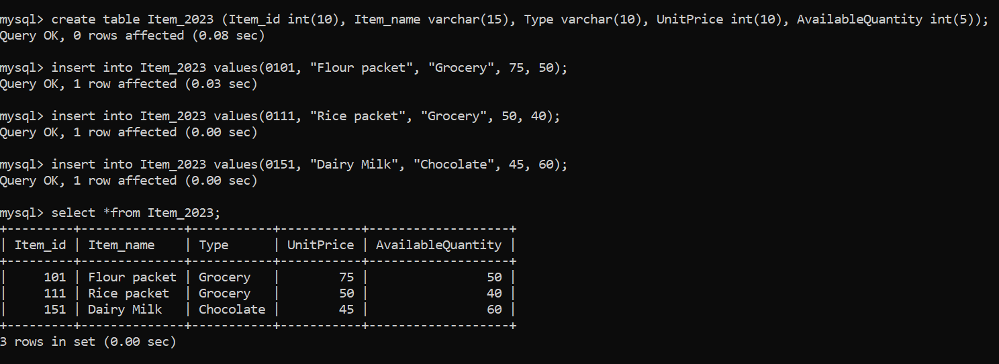 mysql> create table Item_2023 (Item_id int(10), Item_name varchar(15), Type varchar(10), UnitPrice int(10), AvailableQuantity int(5));
Query OK, 0 rows affected (0.08 sec)
mysql> insert into Item_2023 values(0101, "Flour packet", "Grocery", 75, 50);
Query OK, 1 row affected (0.03 sec)
mysql> insert into Item_2023 values(0111, "Rice packet", "Grocery", 50, 40);
Query OK, 1 row affected (0.00 sec)
mysql> insert into Item_2023 values(0151, "Dairy Milk", "Chocolate", 45, 60);
Query OK, 1 row affected (0.00 sec)
mysql> select *from Item_2023;
+---------+--------------+-----------+-----------+-------------------+
| Item_id | Item_name    | Type      | UnitPrice | AvailableQuantity |
+---------+--------------+-----------+-----------+-------------------+
|     101 | Flour packet | Grocery   |        75 |                50 |
|     111 | Rice packet  | Grocery   |        50 |                40 |
|     151 | Dairy Milk   | Chocolate |        45 |                60 |
+---------+--------------+-----------+-----------+-------------------+
3 rows in set (0.00 sec)